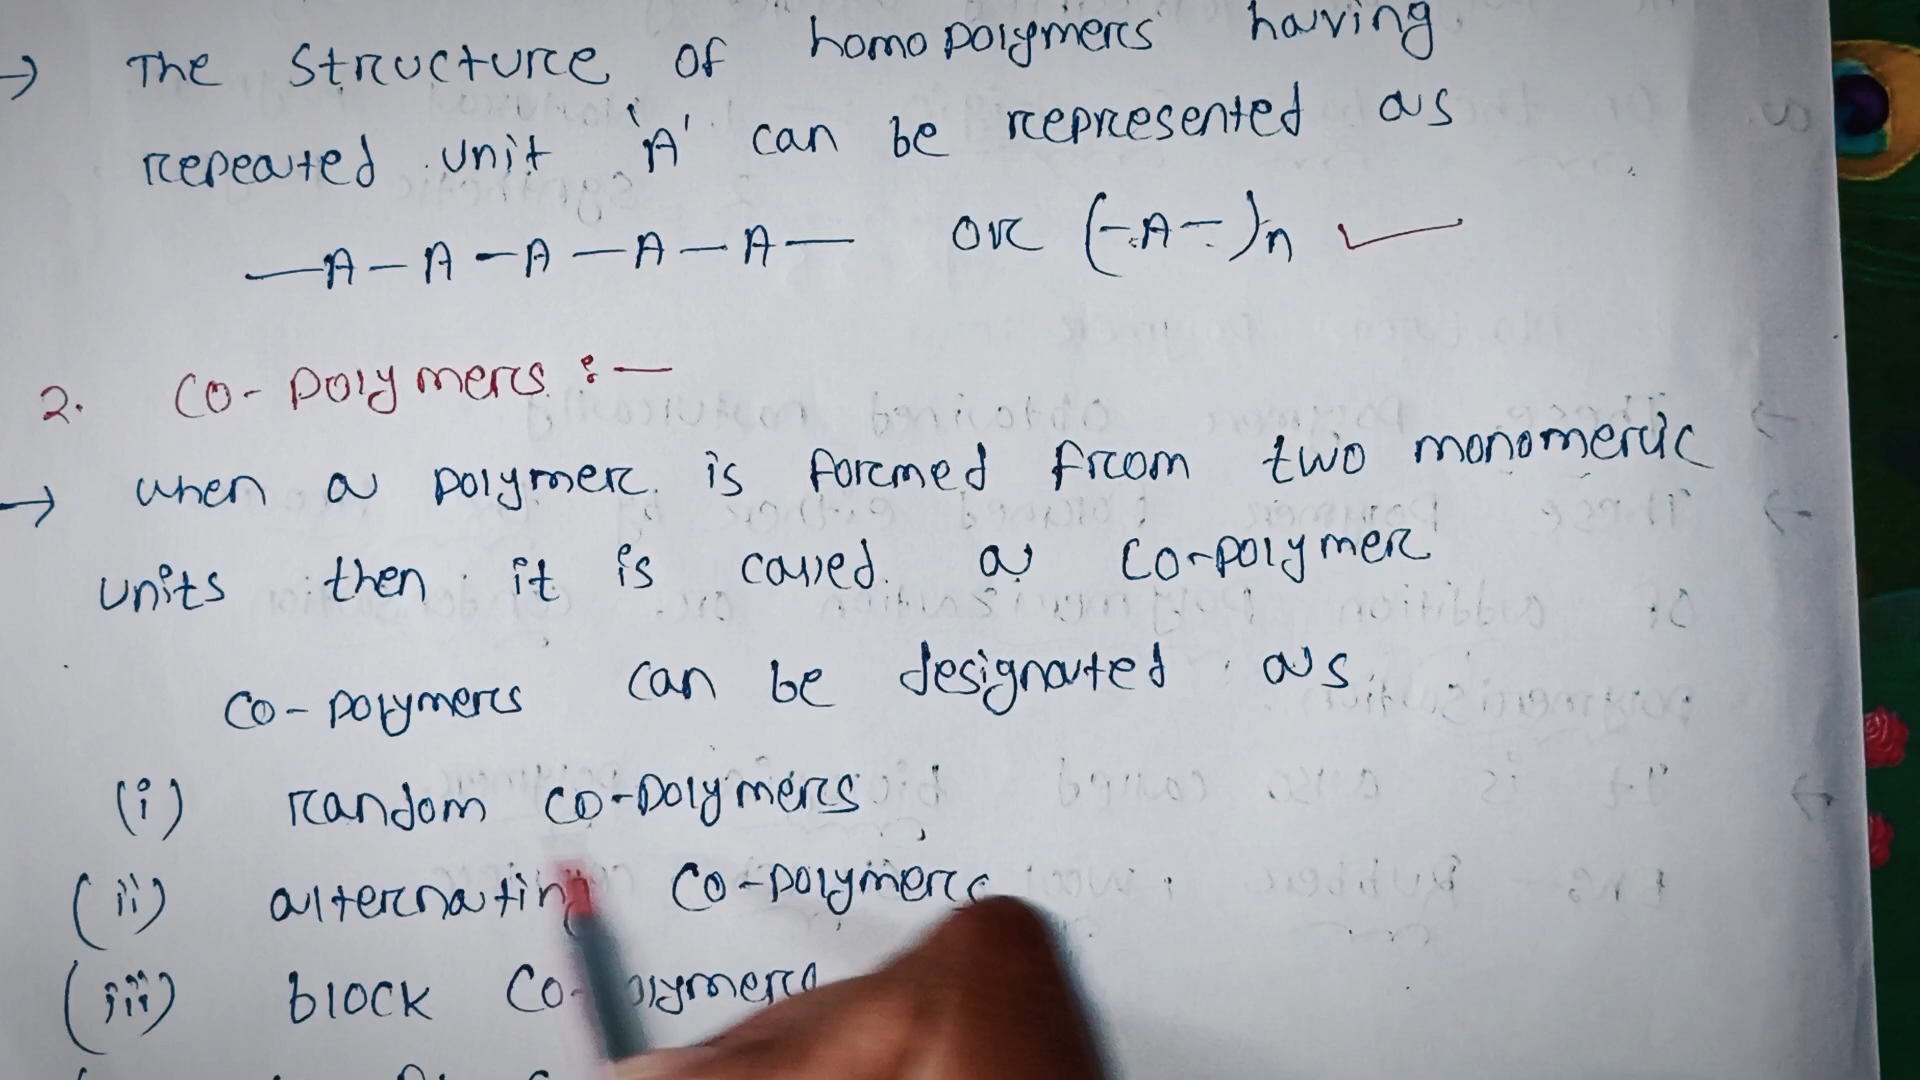 → The structure of homopolymers having
repeated unit 'A' can be represented as
—A—A—A—A—A— or (-A-)n ✓
2. Co-polymers :—
→ when a polymer is formed from two monomeric
units then it is called a co-polymer
Co-polymers can be designated as
(i) random co-polymers
(ii) alternating co-polymers
(iii) block co-polymers